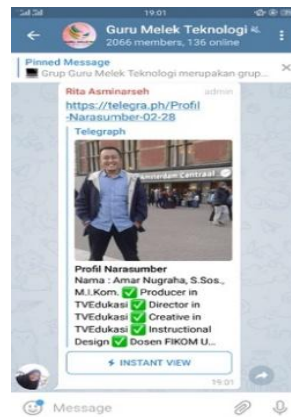 19.01
Guru Melek Teknologi
2066 members, 136 online
Pinned Message
Grup Guru Melek Teknologi merupakan grup...
Rita Asminarseh admin
https://telegra.ph/Profil
-Narasumber-02-28
Telegraph
Amsterdam Centraal
Profil Narasumber
Nama : Amar Nugraha, S.Sos.,
M.I.Kom. ✅ Producer in
TVEdukasi ✅ Director in
TVEdukasi ✅ Creative in
TVEdukasi ✅ Instructional
Design ✅ Dosen FIKOM U...
INSTANT VIEW
19.01
Message